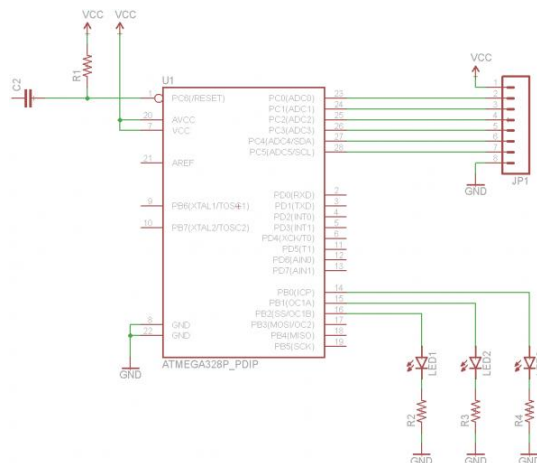 VCC
VCC
R1
C2
U1
1
PC6(/RESET)
20
AVCC
7
VCC
21
AREF
9
PB6(XTAL1/TOSC1)
10
PB7(XTAL2/TOSC2)
8
GND
22
GND
GND
ATMEGA328P_PDIP
PC0(ADC0)
23
PC1(ADC1)
24
PC2(ADC2)
25
PC3(ADC3)
26
PC4(ADC4/SDA)
27
PC5(ADC5/SCL)
28
PD0(RXD)
2
PD1(TXD)
3
PD2(INT0)
4
PD3(INT1)
5
PD4(XCK/T0)
6
PD5(T1)
11
PD6(AIN0)
12
PD7(AIN1)
13
PB0(ICP)
14
PB1(OC1A)
15
PB2(SS/OC1B)
16
PB3(MOSI/OC2)
17
PB4(MISO)
18
PB5(SCK)
19
VCC
1
2
3
4
5
6
7
8
GND
JP1
LED1
LED2
R2
R3
R4
GND
GND
GND